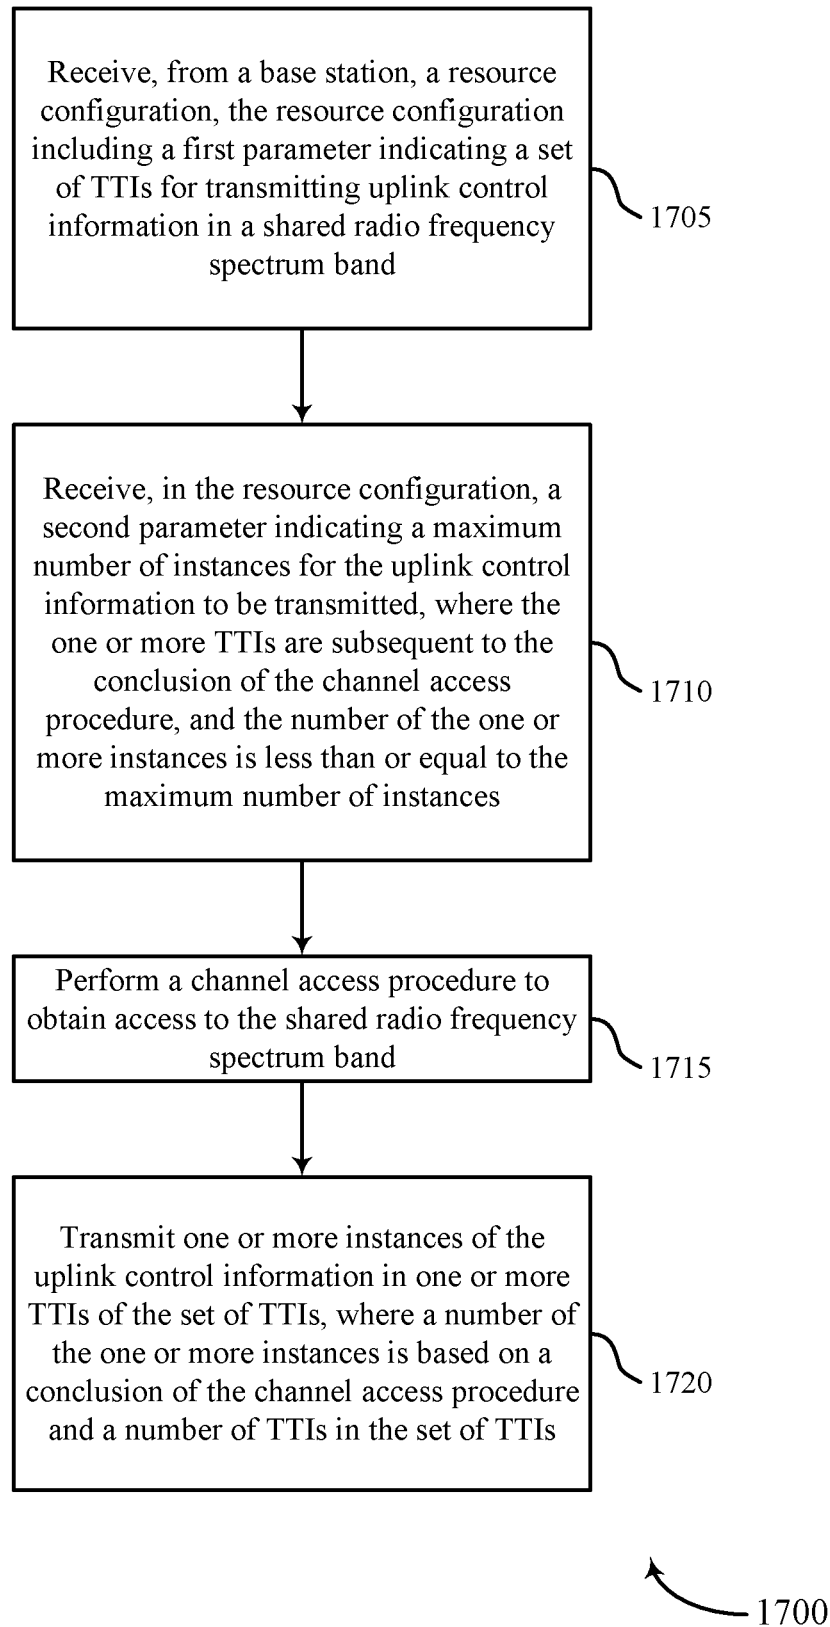 Receive, from a base station, a resource
configuration, the resource configuration
including a first parameter indicating a set
of TTIs for transmitting uplink control
information in a shared radio frequency
spectrum band
1705
Receive, in the resource configuration, a
second parameter indicating a maximum
number of instances for the uplink control
information to be transmitted, where the
one or more TTIs are subsequent to the
conclusion of the channel access
procedure, and the number of the one or
more instances is less than or equal to the
maximum number of instances
1710
Perform a channel access procedure to
obtain access to the shared radio frequency
spectrum band
1715
Transmit one or more instances of the
uplink control information in one or more
TTIs of the set of TTIs, where a number of
the one or more instances is based on a
conclusion of the channel access procedure
and a number of TTIs in the set of TTIs
1720
1700